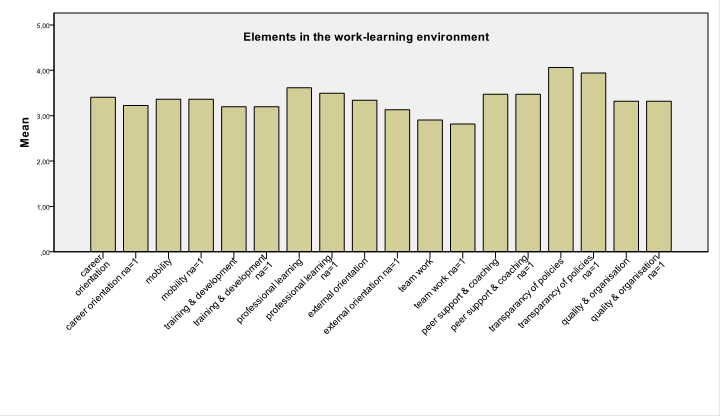 Elements in the work-learning environment
5,00
4,00
3,00
2,00
1,00
,00
Mean
career
orientation
career orientation na=1
mobility
mobility na=1
training & development
training & development
na=1
professional learning
professional learning
na=1
external orientation
external orientation na=1
team work
team work na=1
peer support & coaching
peer support & coaching
na=1
transparancy of policies
transparancy of policies
na=1
quality & organisation
quality & organisation
na=1